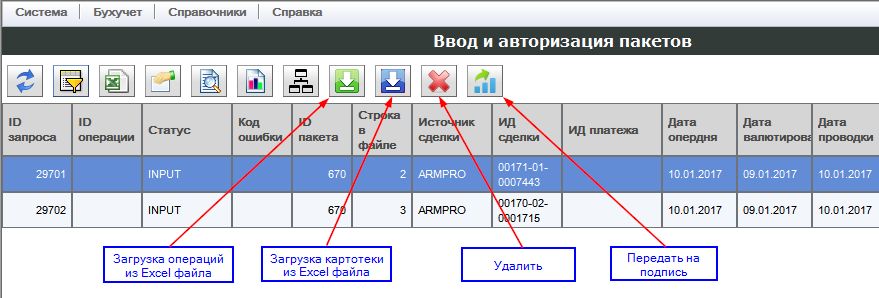 Система Бухучет Справочники Справка
Ввод и авторизация пакетов
ID запроса ID операции Статус Код ошибки ID пакета Строка в файле Источник сделки ИД сделки ИД платежа Дата опердня Дата валютирова Дата проводки
29701 INPUT 670 2 ARMPRO 00171-01-0007443 10.01.2017 09.01.2017 10.01.2017
29702 INPUT 670 3 ARMPRO 00170-02-0001715 10.01.2017 09.01.2017 10.01.2017
Загрузка операций
из Excel файла
Загрузка картотеки
из Excel файла
Удалить
Передать на
подпись